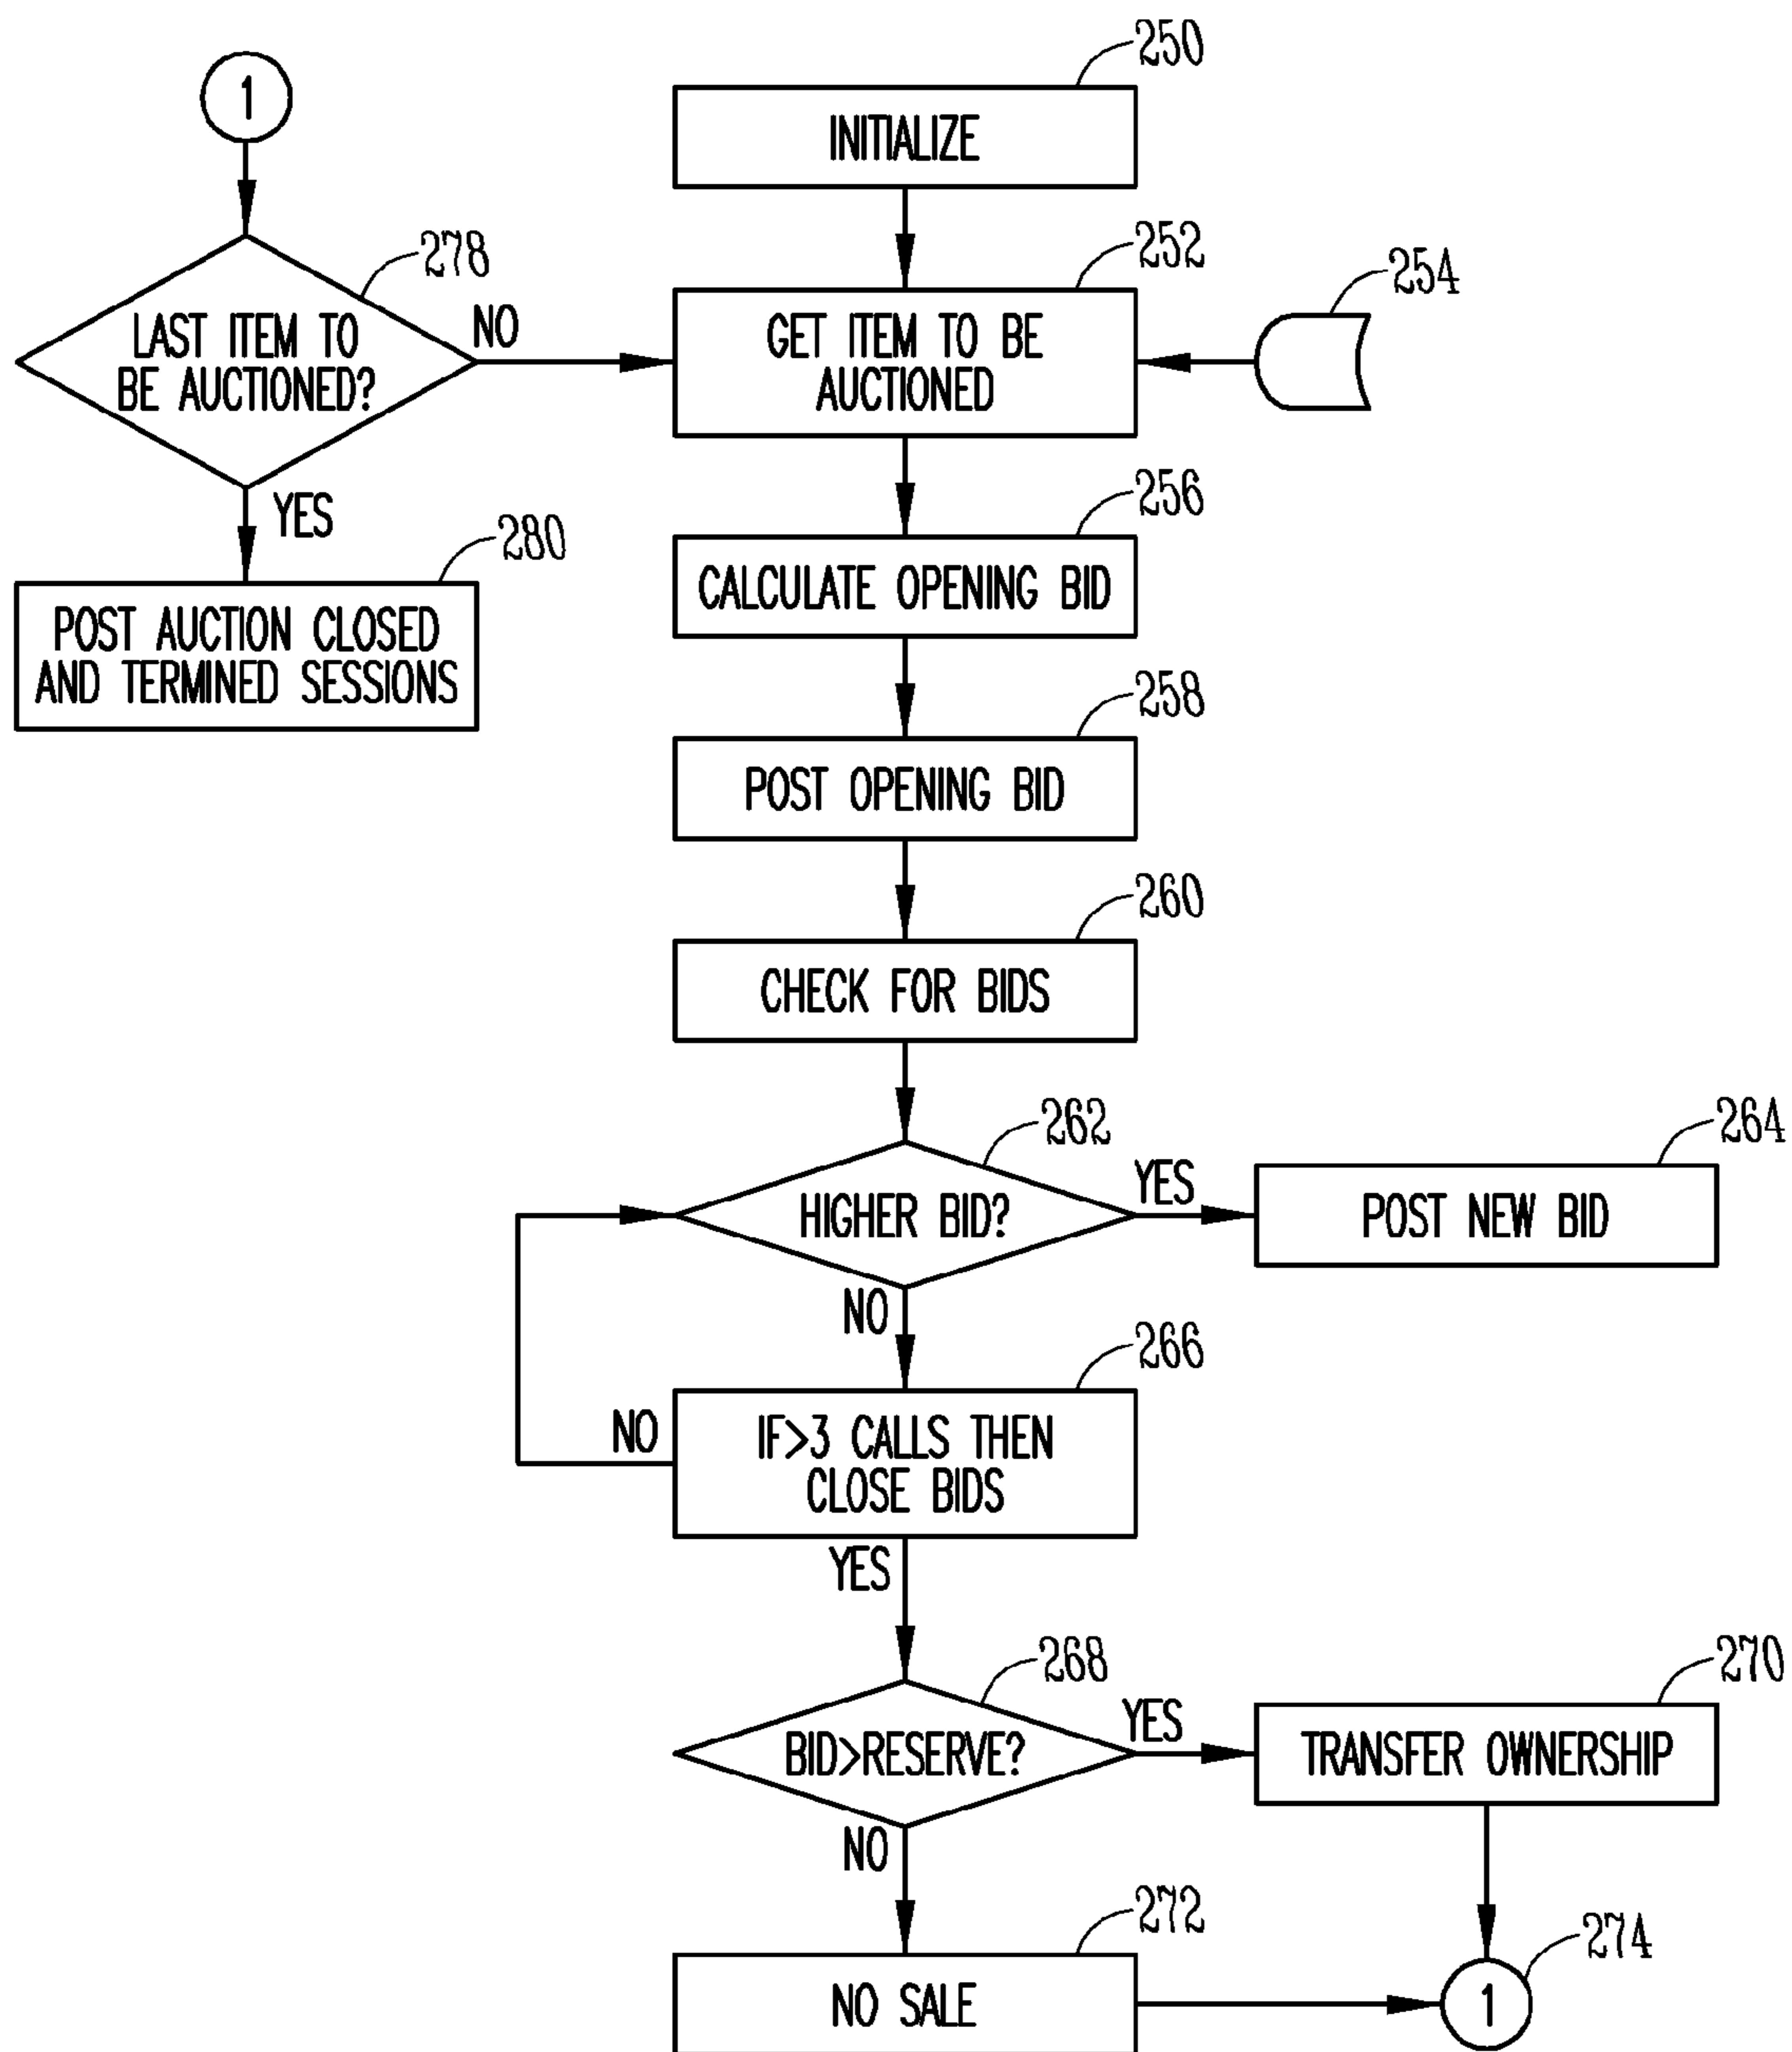 250
1
INITIALIZE
252
278
254
LAST ITEM TO
BE AUCTIONED?
NO
GET ITEM TO BE
AUCTIONED
YES
256
280
CALCULATE OPENING BID
POST AUCTION CLOSED
AND TERMINED SESSIONS
258
POST OPENING BID
260
CHECK FOR BIDS
262
264
HIGHER BID?
YES
POST NEW BID
NO
266
NO
IF>3 CALLS THEN
CLOSE BIDS
YES
268
270
BID>RESERVE?
YES
TRANSFER OWNERSHIP
NO
272
274
NO SALE
1